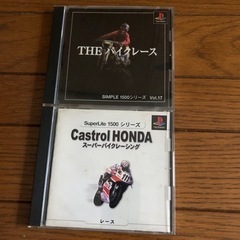 THE バイクレース
SIMPLE 1500シリーズ Vol.17
SuperLite 1500 シリーズ
Castrol HONDA
スーパーバイクレーシング
レース